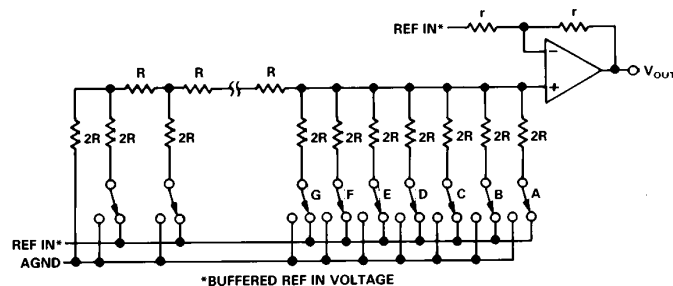 REF IN*
r
r
−
+
V_OUT
R
R
R
2R
2R
2R
2R
2R
2R
2R
2R
2R
2R
G
F
E
D
C
B
A
REF IN*
AGND
*BUFFERED REF IN VOLTAGE